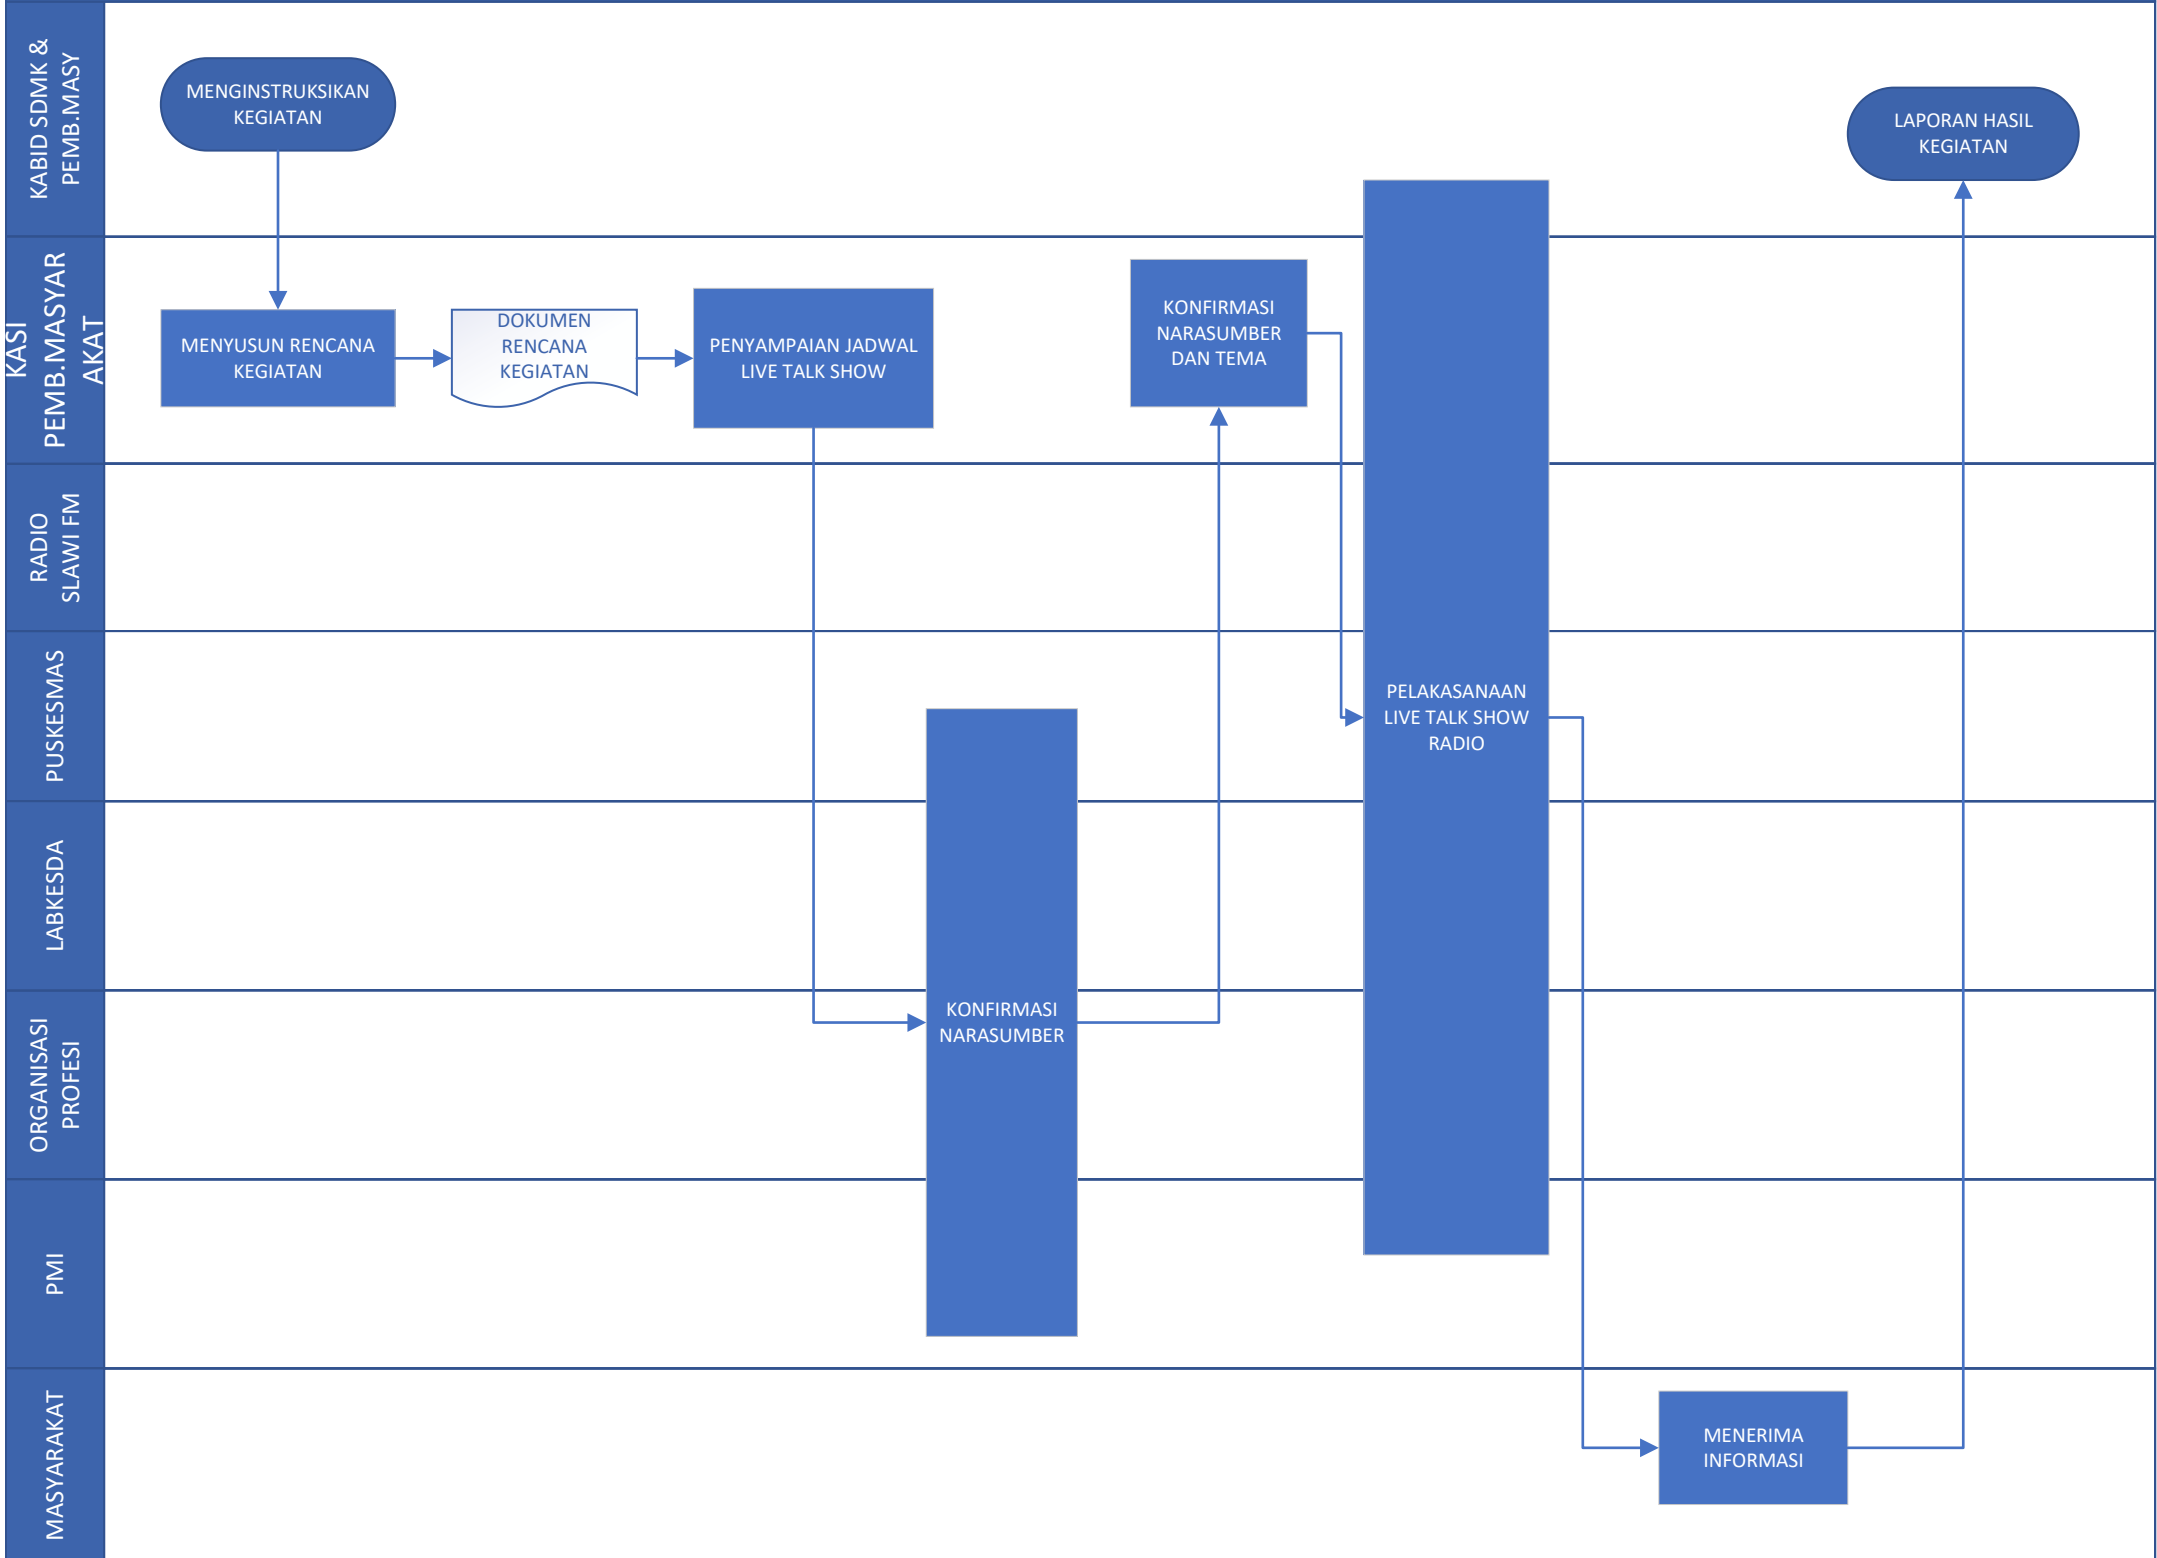 KABID SDMK &
PEMB.MASY
MENGINSTRUKSIKAN
KEGIATAN
LAPORAN HASIL
KEGIATAN
KASI
PEMB.MASYAR
AKAT
MENYUSUN RENCANA
KEGIATAN
DOKUMEN
RENCANA
KEGIATAN
PENYAMPAIAN JADWAL
LIVE TALK SHOW
KONFIRMASI
NARASUMBER
DAN TEMA
RADIO
SLAWI FM
PUSKESMAS
PELAKASANAAN
LIVE TALK SHOW
RADIO
LABKESDA
ORGANISASI
PROFESI
KONFIRMASI
NARASUMBER
PMI
MASYARAKAT
MENERIMA
INFORMASI